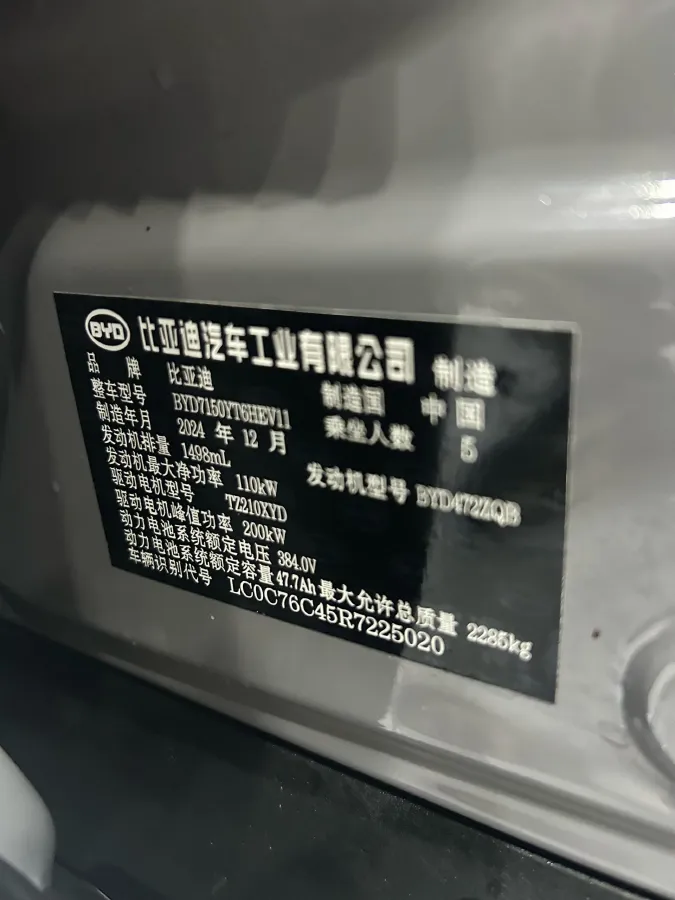 BYD 比亚迪汽车工业有限公司 制造
品牌 比亚迪 制造国 中国
整车型号 BYD7150YT6HEV11 乘坐人数 5
制造年月 2024 年 12 月
发动机排量 1498mL 发动机型号 BYD472ZQB
发动机最大净功率 110kW
驱动电机型号 TZ210XYD
驱动电机峰值功率 200kW
动力电池系统额定电压 384.0V
动力电池系统额定容量 47.7Ah 最大允许总质量 2285kg
车辆识别代号 LC0C76C45R7225020